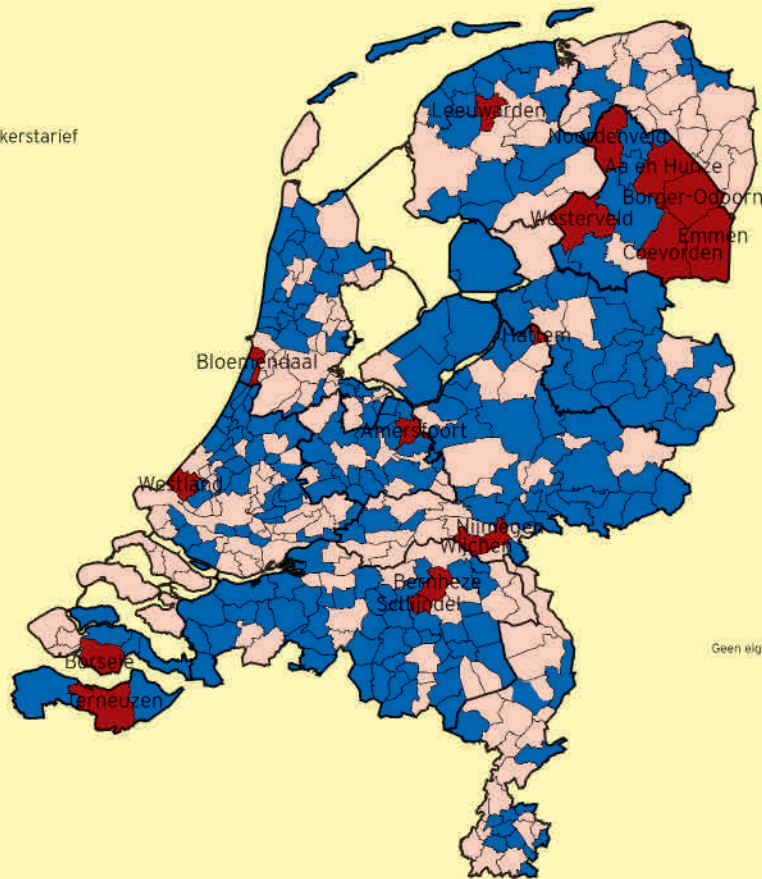 Leeuwarden
kerstarief
Noordenveld
Aa en Hunze
Borger-Odoorn
Westerveld
Emmen
Coevorden
Hattem
Bloemendaal
Amersfoort
Westland
Nijmegen
Wijchen
Bernheze
Schijndel
Geen eig
Borsele
Terneuzen